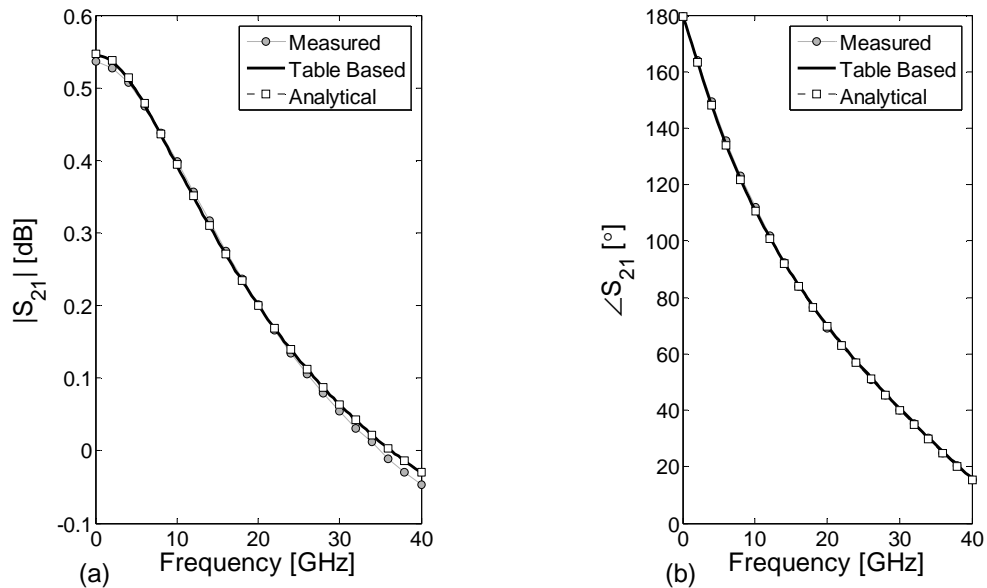 0.6
0.5
0.4
0.3
0.2
0.1
0
-0.1
|S21| [dB]
Measured
Table Based
Analytical
0 10 20 30 40
Frequency [GHz]
(a)
180
160
140
120
100
80
60
40
20
0
∠S21 [°]
Measured
Table Based
Analytical
0 10 20 30 40
Frequency [GHz]
(b)